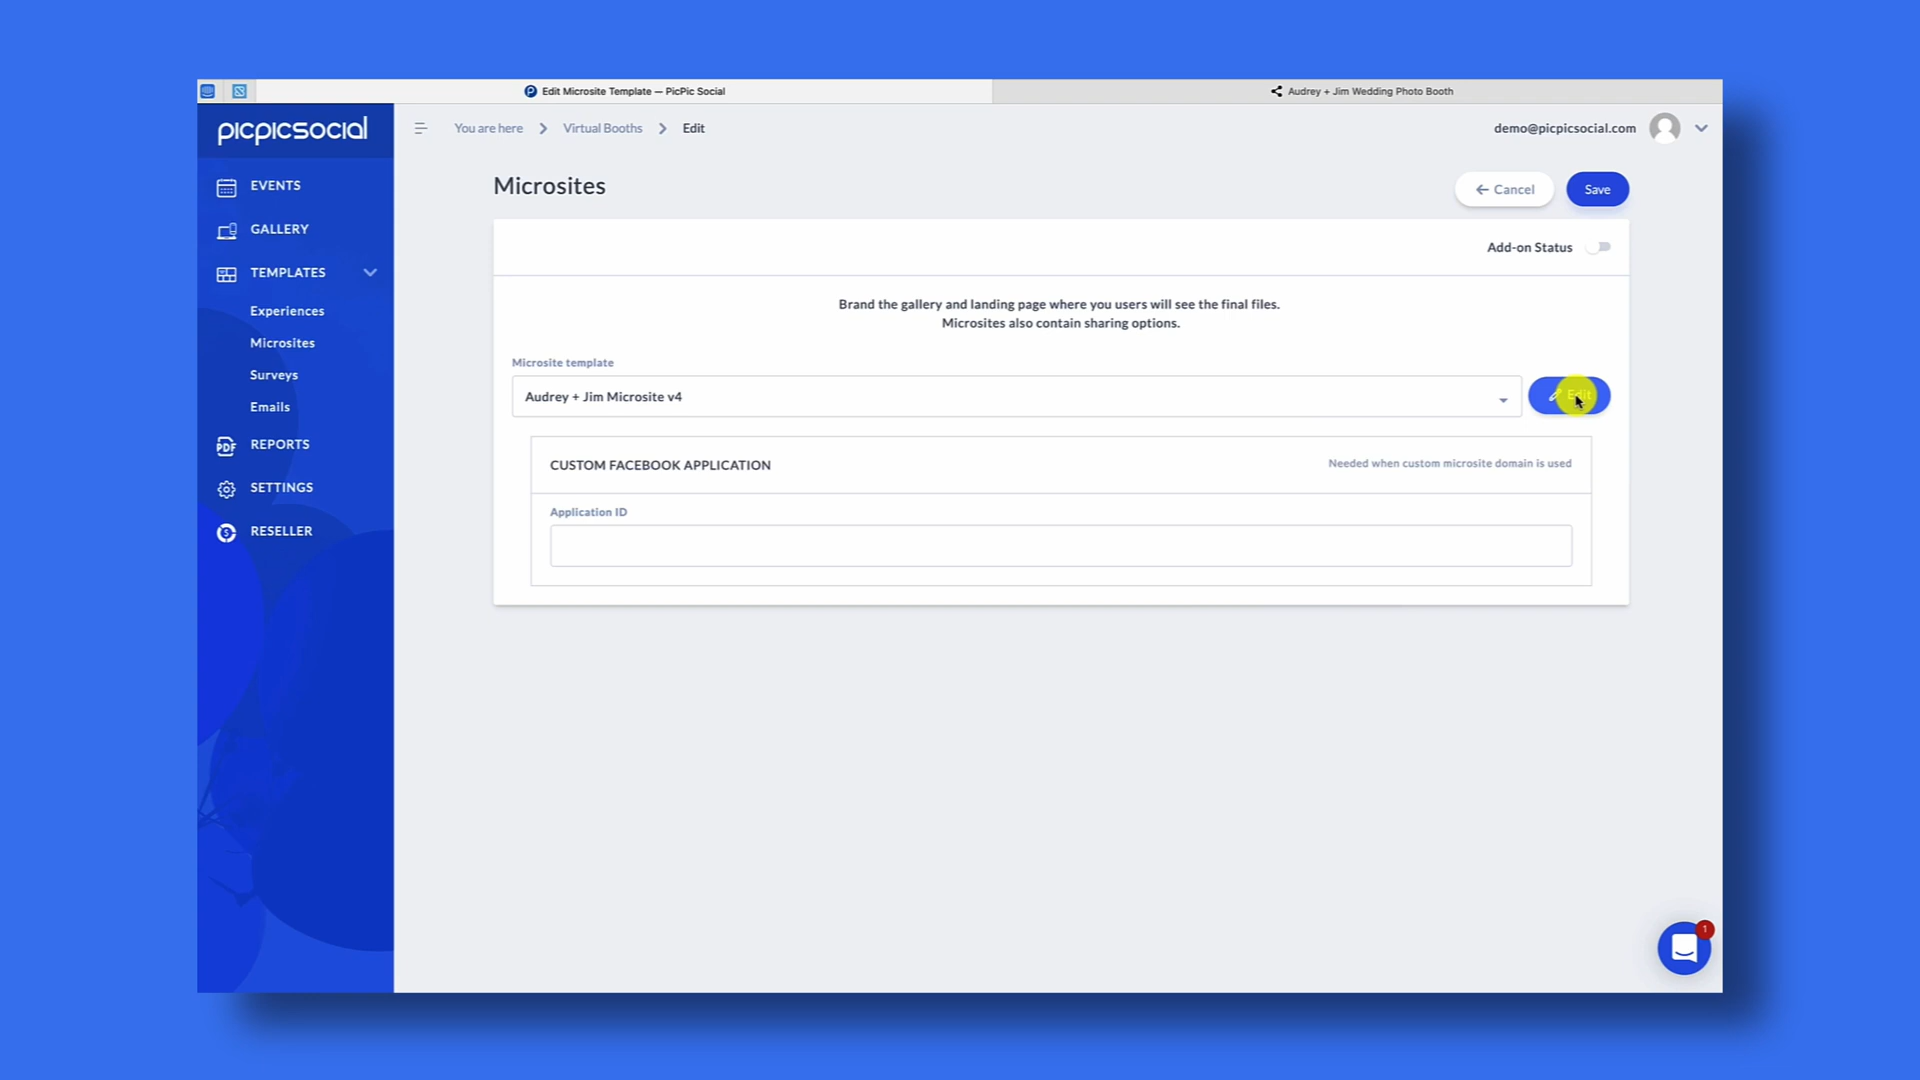 Edit Microsite Template — PicPic Social
Audrey + Jim Wedding Photo Booth
picpicsocial
You are here
Virtual Booths
Edit
demo@picpicsocial.com
EVENTS
GALLERY
TEMPLATES
Experiences
Microsites
Surveys
Emails
REPORTS
SETTINGS
RESELLER
Microsites
Cancel
Save
Add-on Status
Brand the gallery and landing page where you users will see the final files.
Microsites also contain sharing options.
Microsite template
Audrey + Jim Microsite v4
Edit
CUSTOM FACEBOOK APPLICATION
Needed when custom microsite domain is used
Application ID
PDF
1